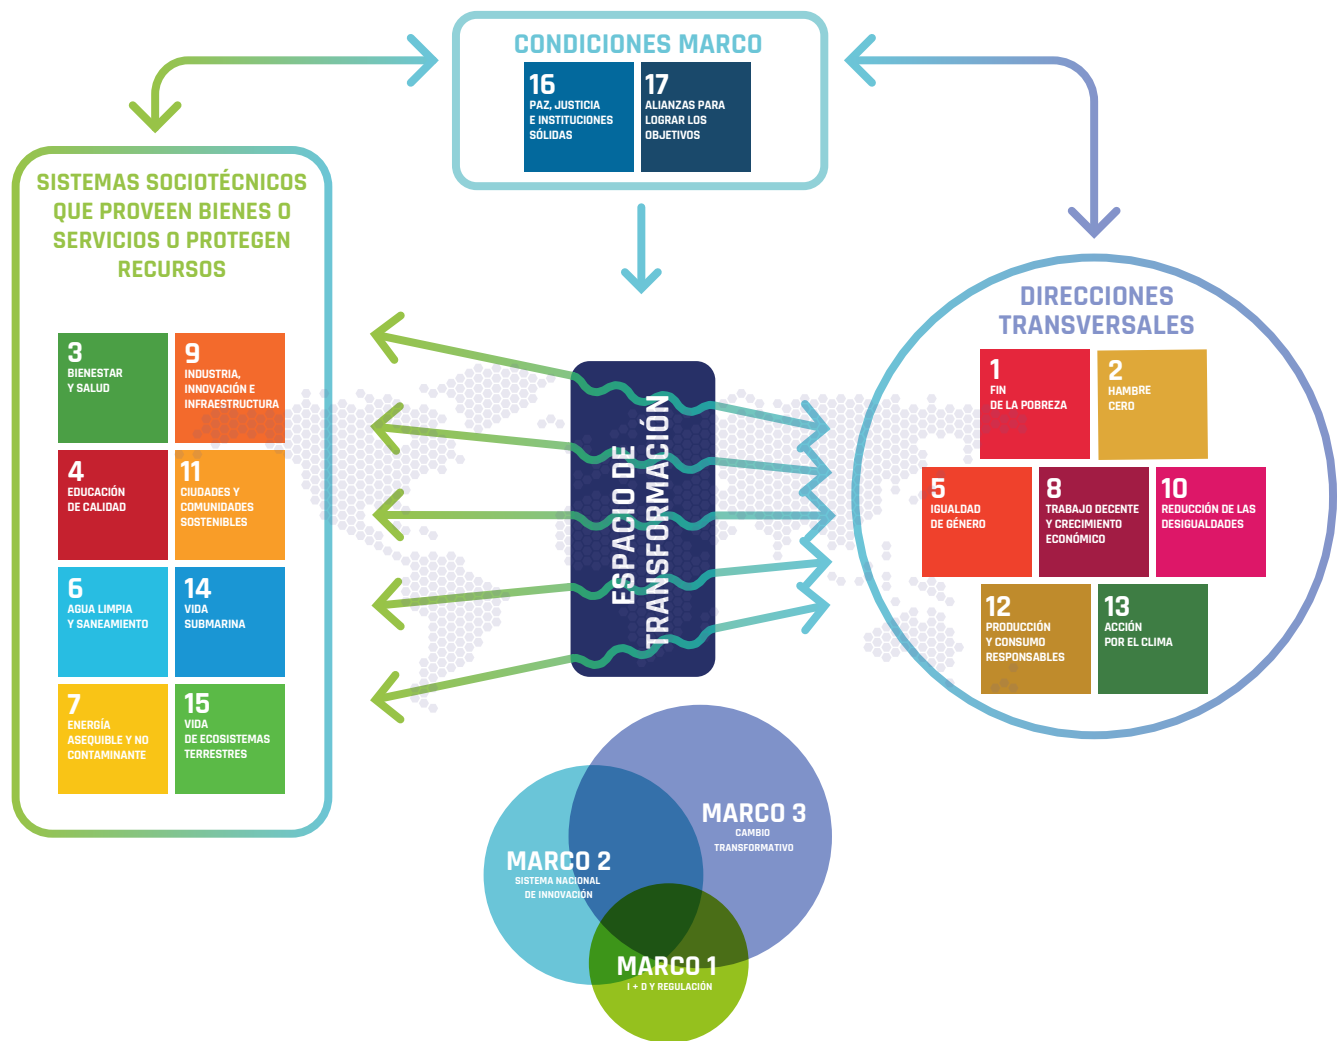 CONDICIONES MARCO
16
PAZ, JUSTICIA
E INSTITUCIONES
SÓLIDAS
17
ALIANZAS PARA
LOGRAR LOS
OBJETIVOS
SISTEMAS SOCIOTÉCNICOS
QUE PROVEEN BIENES O
SERVICIOS O PROTEGEN
RECURSOS
3
BIENESTAR
Y SALUD
9
INDUSTRIA,
INNOVACIÓN E
INFRAESTRUCTURA
4
EDUCACIÓN
DE CALIDAD
11
CIUDADES Y
COMUNIDADES
SOSTENIBLES
6
AGUA LIMPIA
Y SANEAMIENTO
14
VIDA
SUBMARINA
7
ENERGÍA
ASEQUIBLE Y NO
CONTAMINANTE
15
VIDA
DE ECOSISTEMAS
TERRESTRES
ESPACIO DE
TRANSFORMACIÓN
DIRECCIONES
TRANSVERSALES
1
FIN
DE LA POBREZA
2
HAMBRE
CERO
5
IGUALDAD
DE GÉNERO
8
TRABAJO DECENTE
Y CRECIMIENTO
ECONÓMICO
10
REDUCCIÓN DE LAS
DESIGUALDADES
12
PRODUCCIÓN
Y CONSUMO
RESPONSABLES
13
ACCIÓN
POR EL CLIMA
MARCO 3
CAMBIO
TRANSFORMATIVO
MARCO 2
SISTEMA NACIONAL
DE INNOVACIÓN
MARCO 1
I + D Y REGULACIÓN